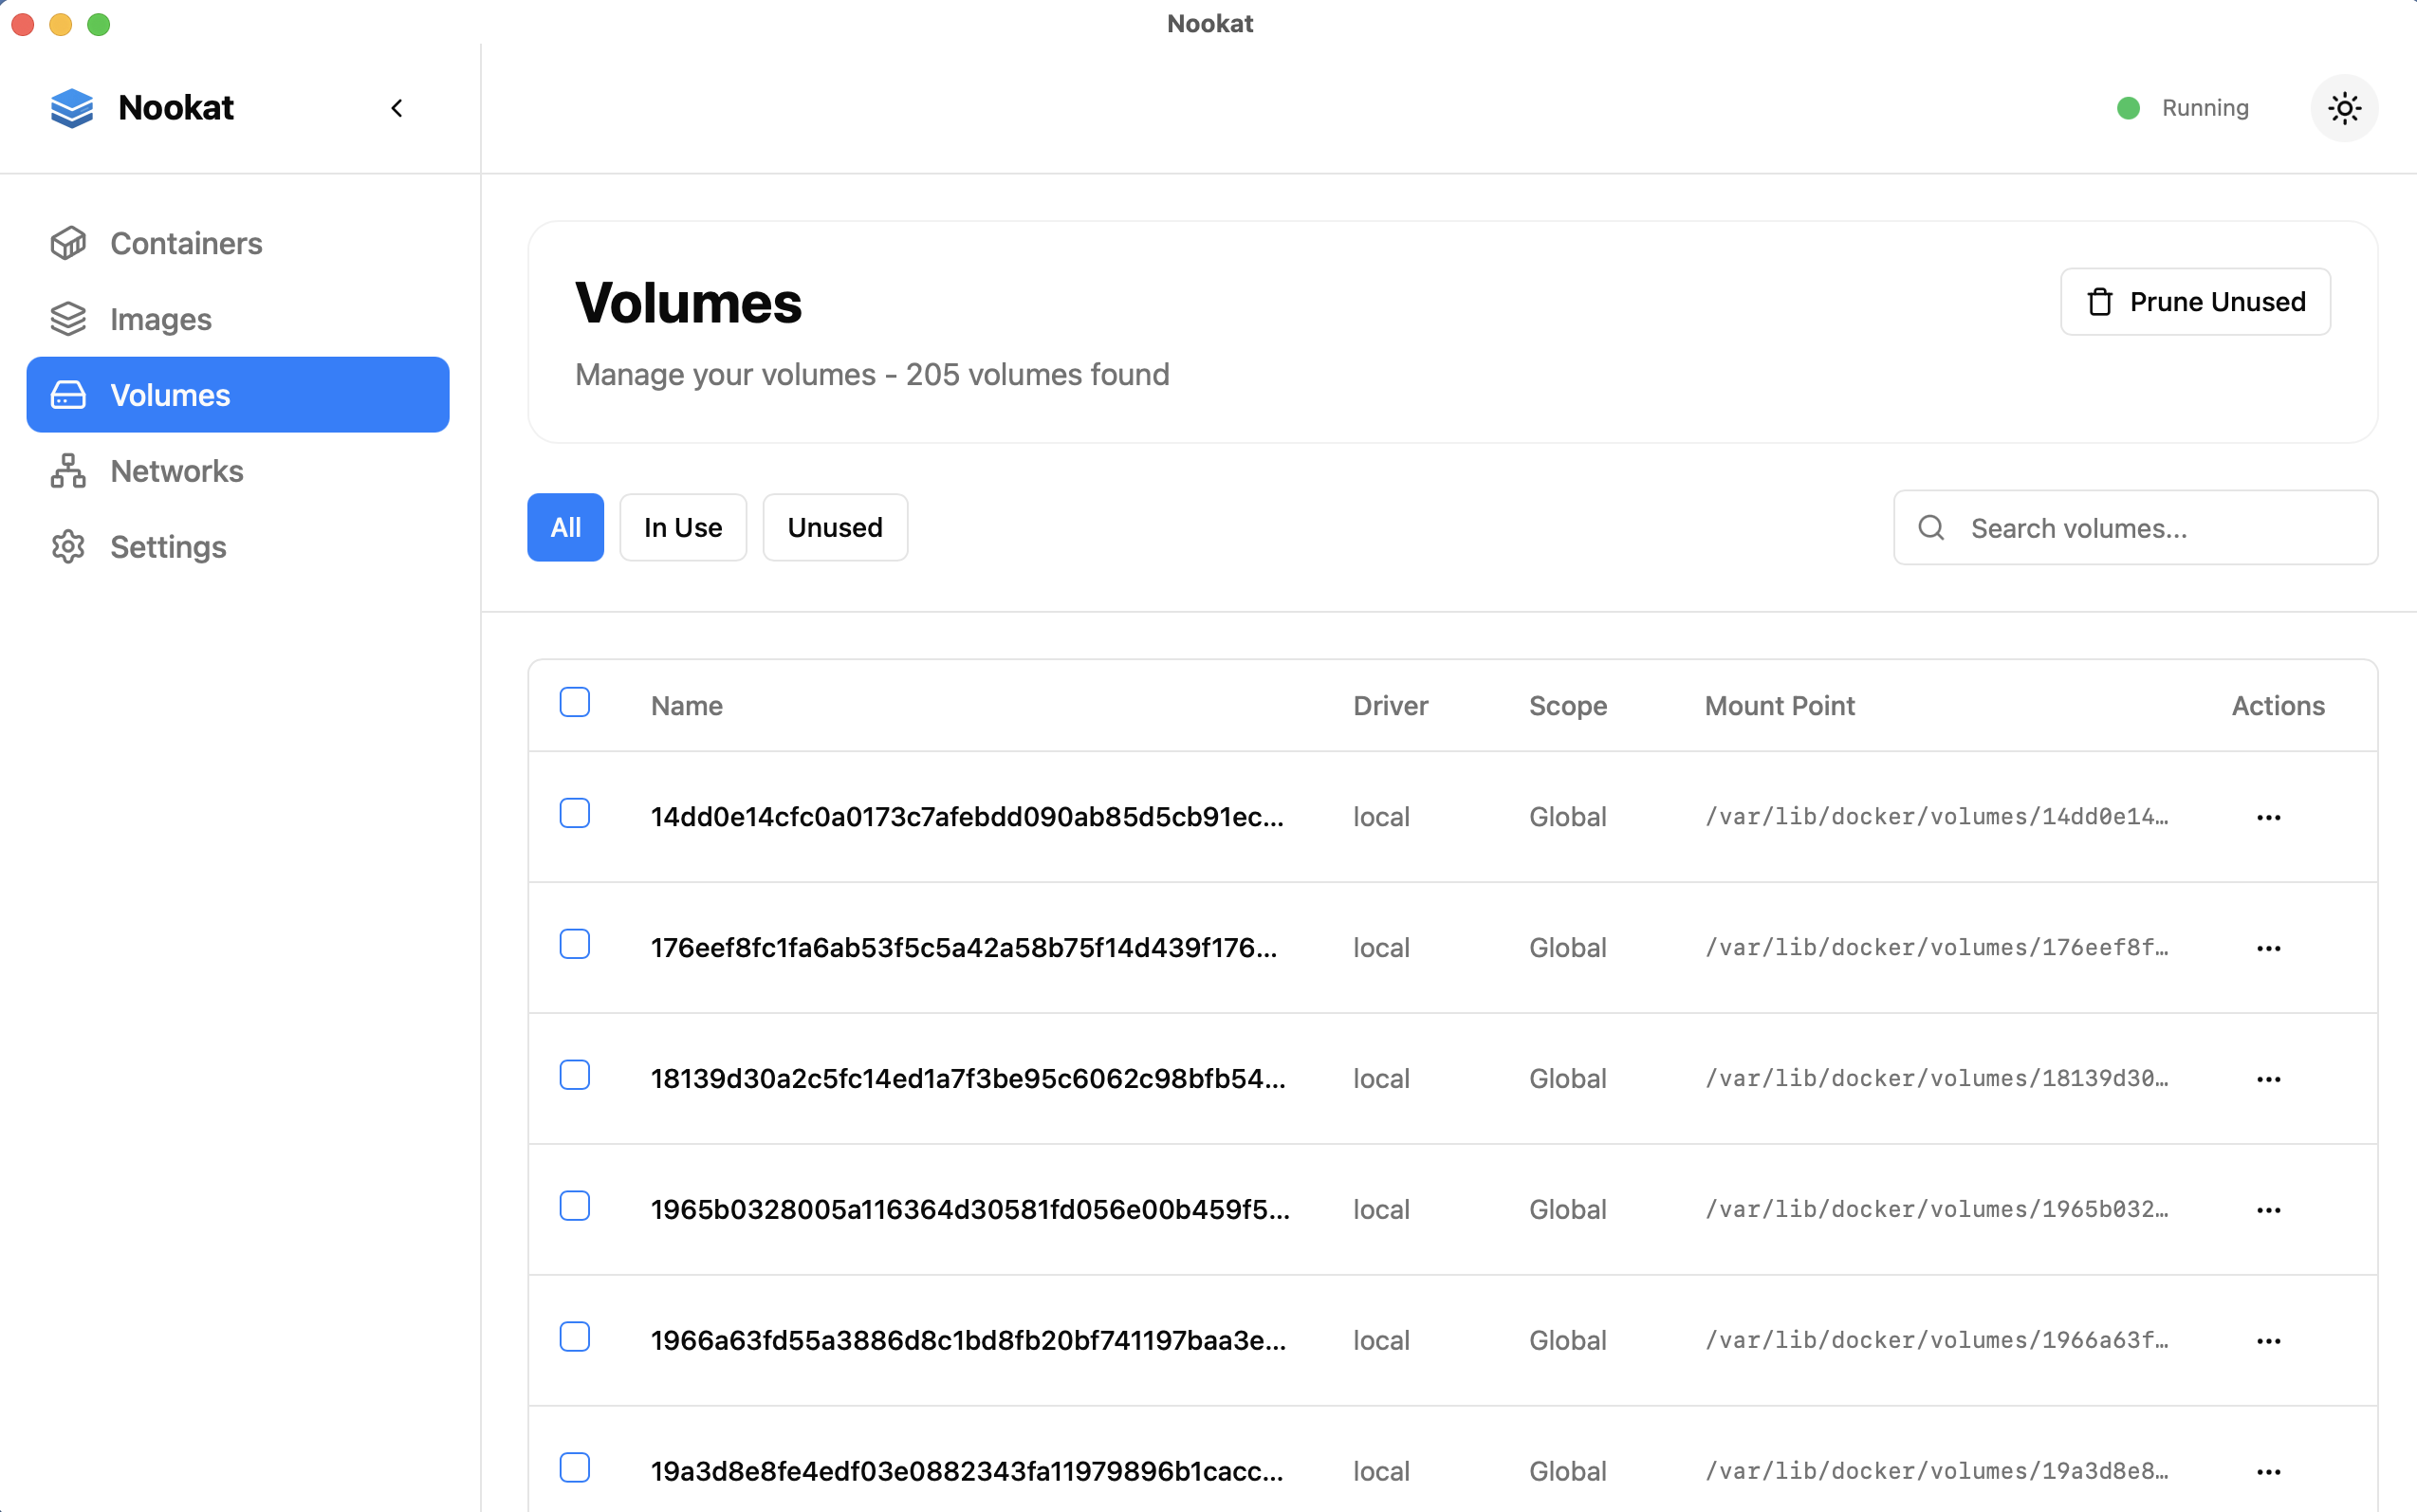 Nookat
Nookat
Running
Containers
Images
Volumes
Networks
Settings
Volumes
Prune Unused
Manage your volumes - 205 volumes found
All In Use Unused
Search volumes...
Name Driver Scope Mount Point Actions
14dd0e14cfc0a0173c7afebdd090ab85d5cb91ec... local Global /var/lib/docker/volumes/14dd0e14…
176eef8fc1fa6ab53f5c5a42a58b75f14d439f176... local Global /var/lib/docker/volumes/176eef8f…
18139d30a2c5fc14ed1a7f3be95c6062c98bfb54... local Global /var/lib/docker/volumes/18139d30…
1965b0328005a116364d30581fd056e00b459f5... local Global /var/lib/docker/volumes/1965b032…
1966a63fd55a3886d8c1bd8fb20bf741197baa3e... local Global /var/lib/docker/volumes/1966a63f…
19a3d8e8fe4edf03e0882343fa11979896b1cacc... local Global /var/lib/docker/volumes/19a3d8e8…